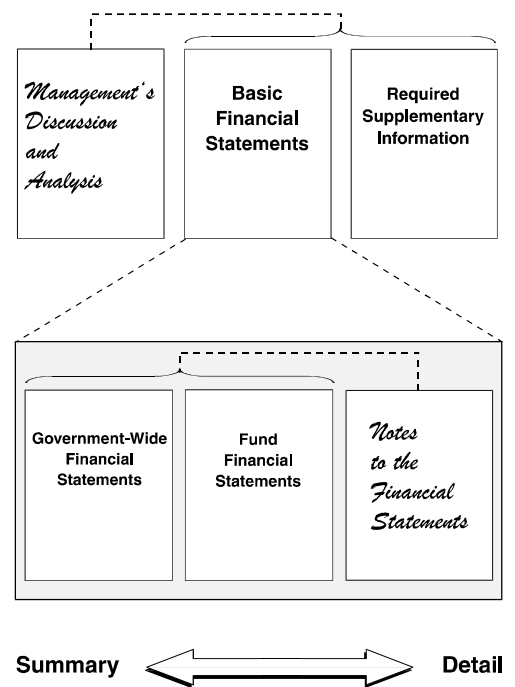 Management's
Discussion
and
Analysis
Basic
Financial
Statements
Required
Supplementary
Information
Government-Wide
Financial
Statements
Fund
Financial
Statements
Notes
to the
Financial
Statements
Summary
Detail